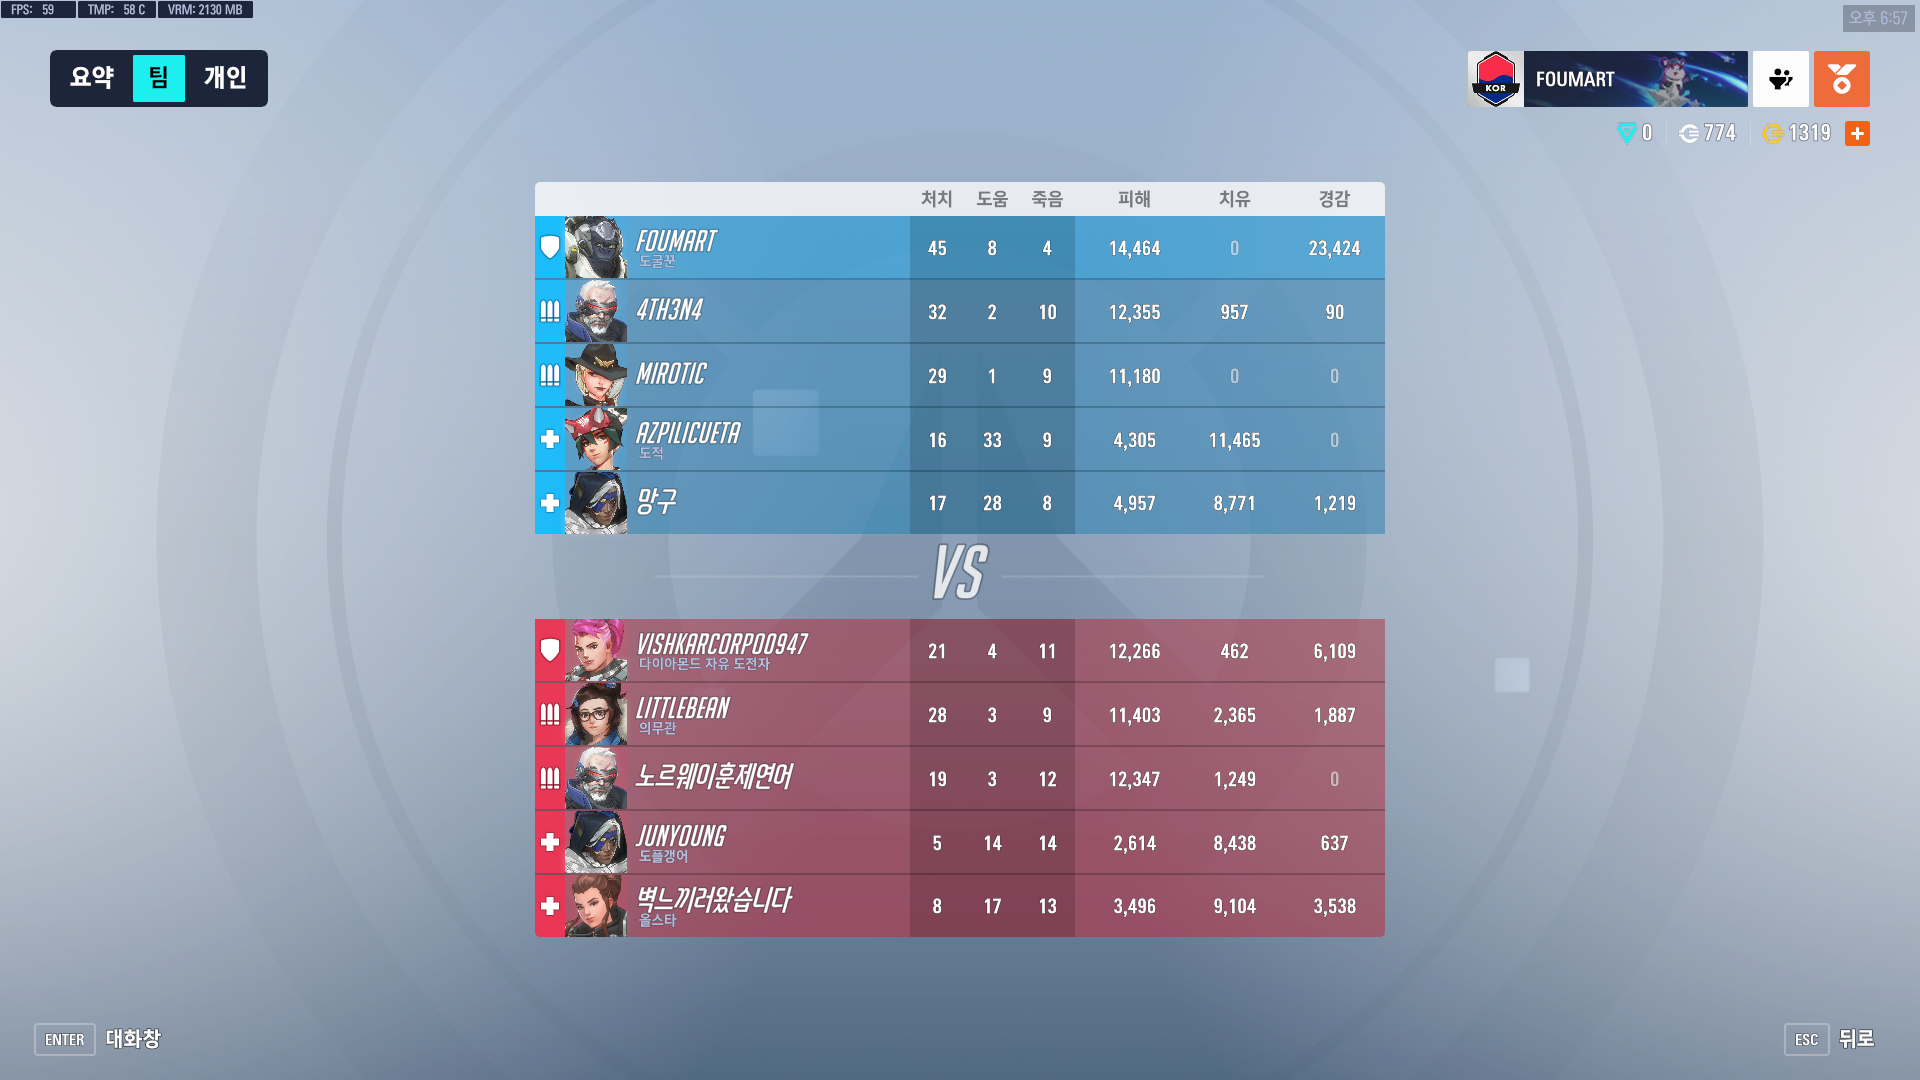 FPS: 59 TMP: 58 C VRM: 2130 MB
오후 6:57
요약 팀 개인
KOR FOUMART
0 774 1319
처치 도움 죽음 피해 치유 경감
FOUMART 45 8 4 14,464 0 23,424
도굴꾼
4TH3N4 32 2 10 12,355 957 90
MIROTIC 29 1 9 11,180 0 0
AZPILICUETA 16 33 9 4,305 11,465 0
도적
망구 17 28 8 4,957 8,771 1,219
VS
VISHKARCORP00947 21 4 11 12,266 462 6,109
다이아몬드 자유 도전자
LITTLEBEAN 28 3 9 11,403 2,365 1,887
의무관
노르웨이훈제연어 19 3 12 12,347 1,249 0
JUNYOUNG 5 14 14 2,614 8,438 637
도플갱어
벽느끼러왔습니다 8 17 13 3,496 9,104 3,538
올스타
ENTER 대화창
ESC 뒤로